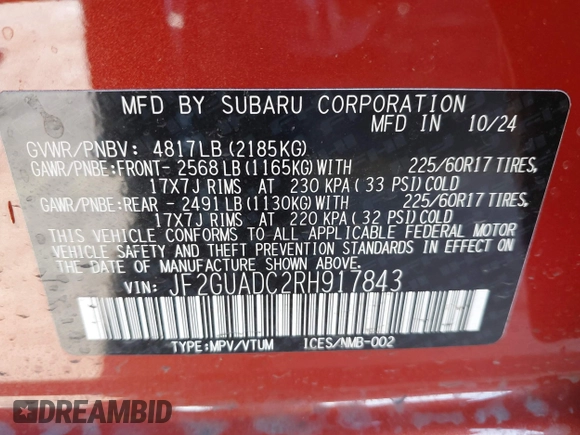 MFD BY SUBARU CORPORATION
MFD IN 10/24
GVWR/PNBV: 4817LB (2185KG)
GAWR/PNBE:FRONT- 2568LB (1165KG)WITH 225/60R17 TIRES,
17X7J RIMS AT 230 KPA ( 33 PSI)COLD
GAWR/PNBE:REAR - 2491LB (1130KG)WITH 225/60R17 TIRES,
17X7J RIMS AT 220 KPA ( 32 PSI)COLD
THIS VEHICLE CONFORMS TO ALL APPLICABLE FEDERAL MOTOR
VEHICLE SAFETY AND THEFT PREVENTION STANDARDS IN EFFECT ON
THE DATE OF MANUFACTURE SHOWN ABOVE.
VIN: JF2GUADC2RH917843
TYPE:MPV/VTUM ICES/NMB-002
DREAMBID